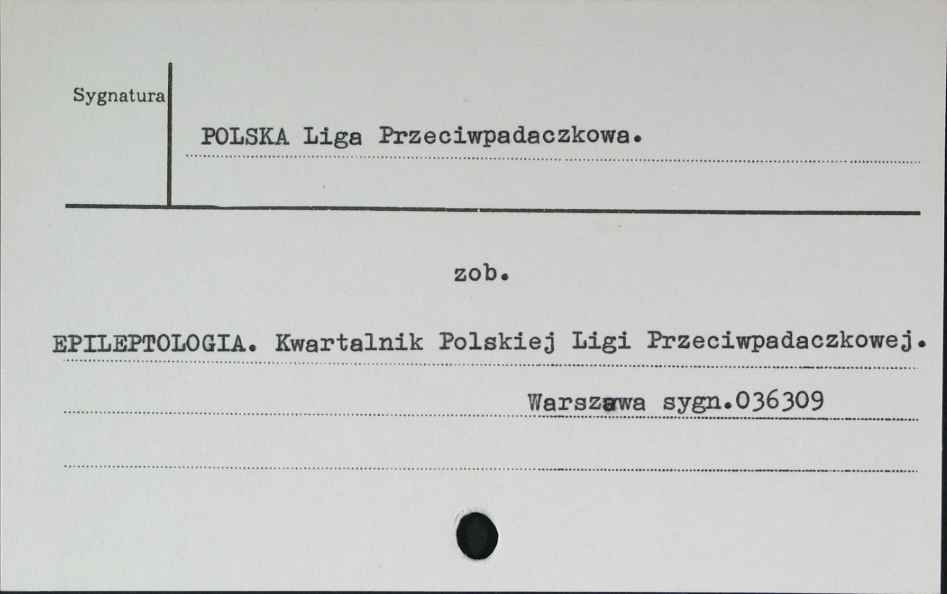 Sygnatura
POLSKA Liga Przeciwpadaczkowa.
zob.
EPILEPTOLOGIA. Kwartalnik Polskiej Ligi Przeciwpadaczkowej.
Warszawa sygn.036309